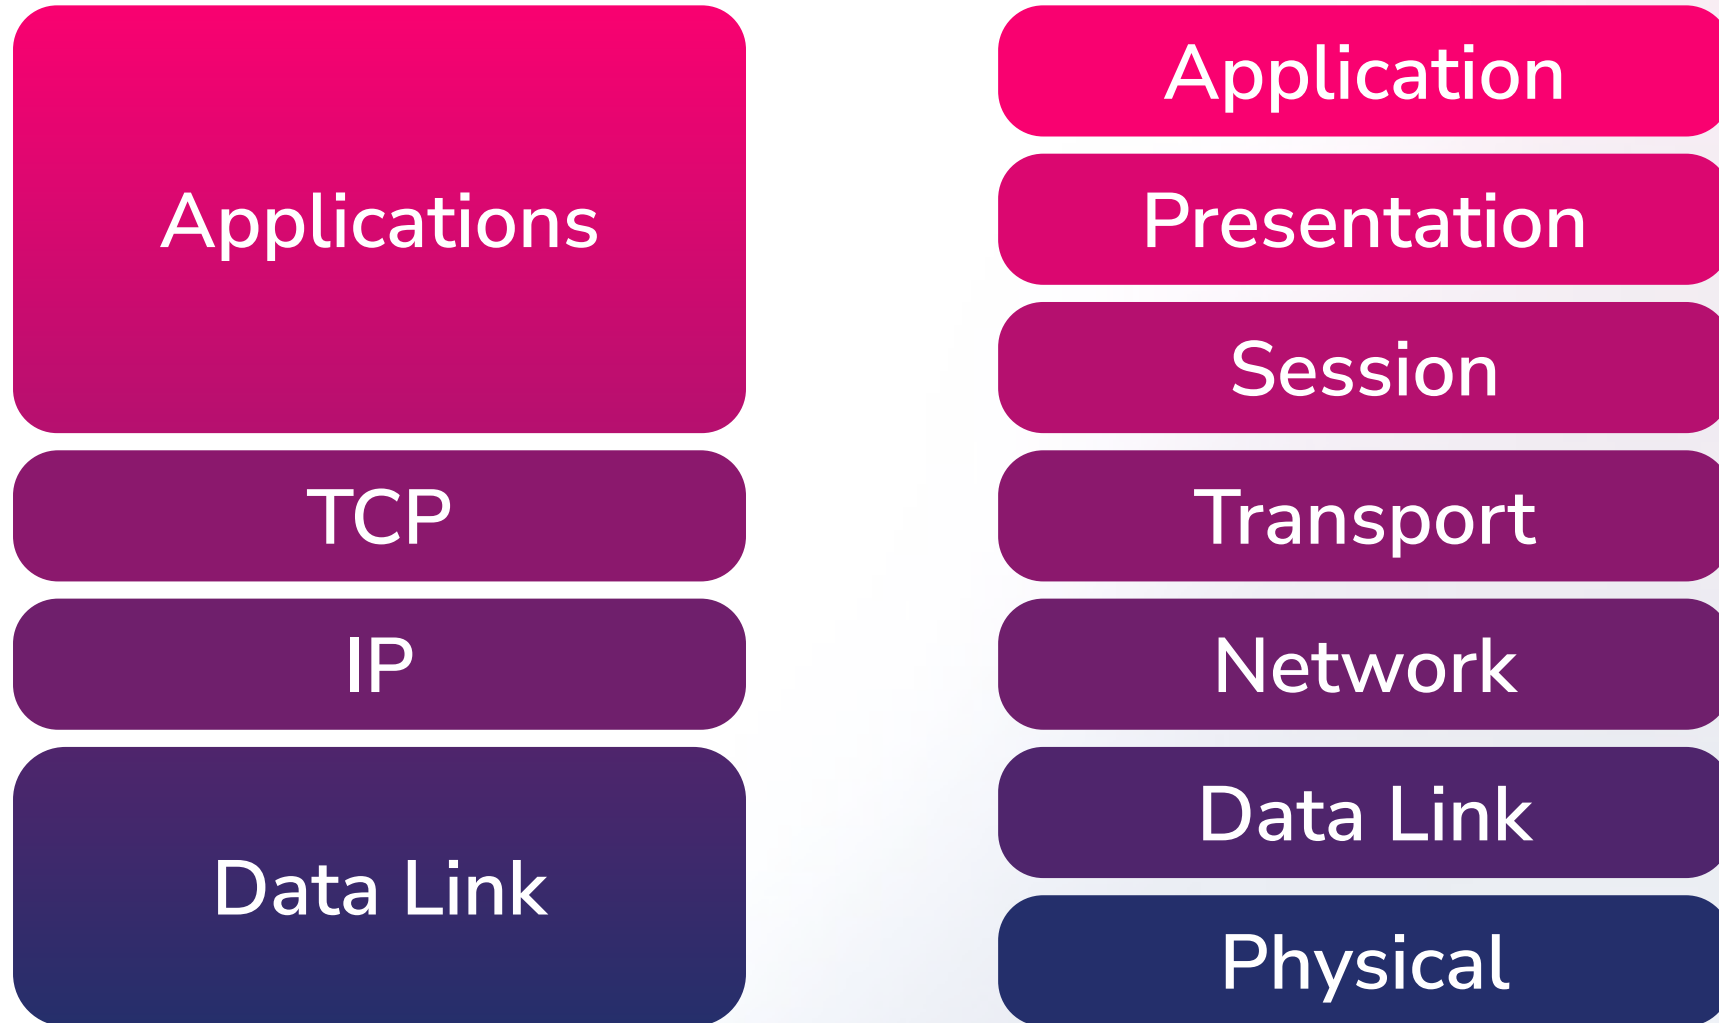 Applications
TCP
IP
Data Link
Application
Presentation
Session
Transport
Network
Data Link
Physical